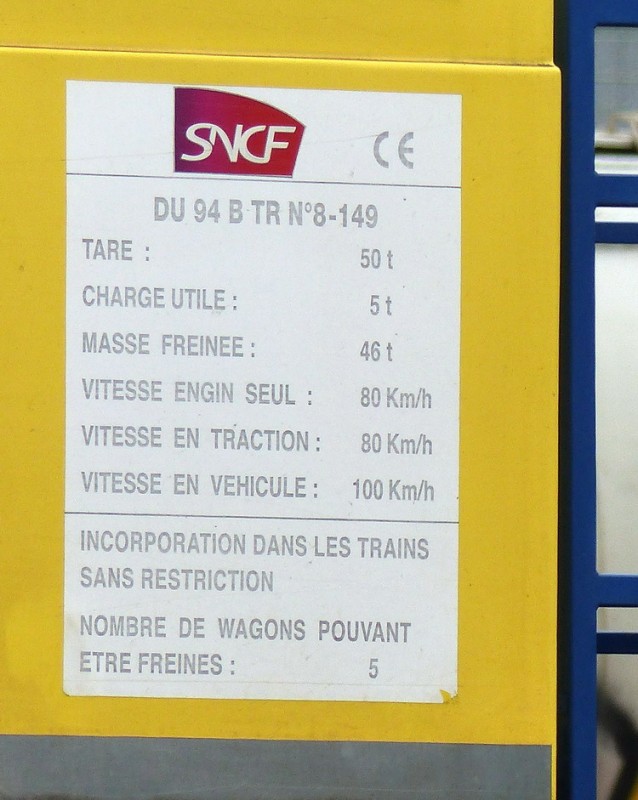 SNCF CE
DU 94 B TR N°8-149
TARE : 50 t
CHARGE UTILE : 5 t
MASSE FREINEE : 46 t
VITESSE ENGIN SEUL : 80 Km/h
VITESSE EN TRACTION : 80 Km/h
VITESSE EN VEHICULE : 100 Km/h
INCORPORATION DANS LES TRAINS
SANS RESTRICTION
NOMBRE DE WAGONS POUVANT
ETRE FREINES : 5